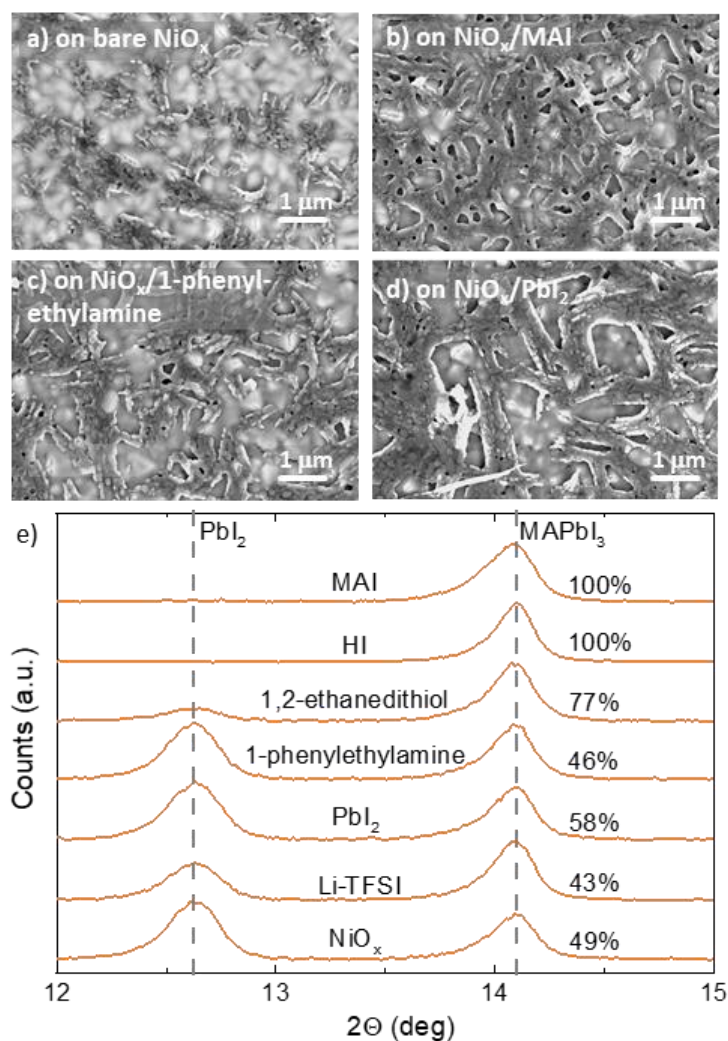 a) on bare NiOₓ
1 μm
b) on NiOₓ/MAI
1 μm
c) on NiOₓ/1-phenyl-
ethylamine
1 μm
d) on NiOₓ/PbI₂
1 μm
e)
PbI₂
MAPbI₃
MAI
100%
HI
100%
1,2-ethanedithiol
77%
1-phenylethylamine
46%
PbI₂
58%
Li-TFSI
43%
NiOₓ
49%
Counts (a.u.)
12
13
14
15
2Θ (deg)